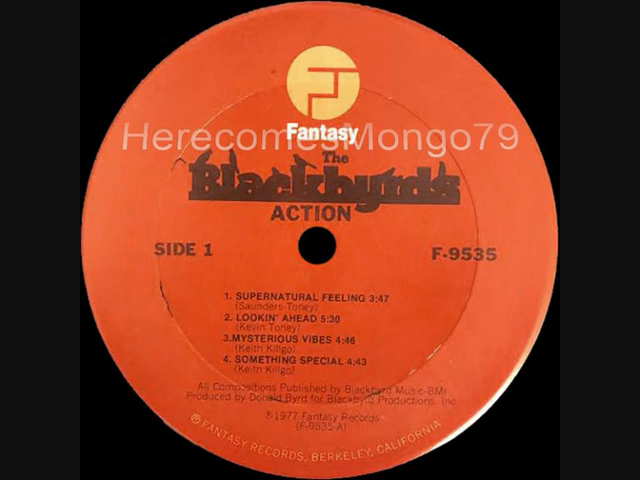 Fantasy
HerecomesMongo79
The
Blackbyrds
ACTION
SIDE 1
F-9535
1. SUPERNATURAL FEELING 3:47
(Saunders-Toney)
2. LOOKIN' AHEAD 5:30
(Kevin Toney)
3.MYSTERIOUS VIBES 4:46
(Keith Killgo)
4. SOMETHING SPECIAL 4:43
(Keith Killgo)
All Compositions Published by Blackbyrd Music-BMI
Produced by Donald Byrd for Blackbyrd Productions, Inc.
℗1977 Fantasy Records
(F-9535 A)
℗ FANTASY RECORDS, BERKELEY, CALIFORNIA